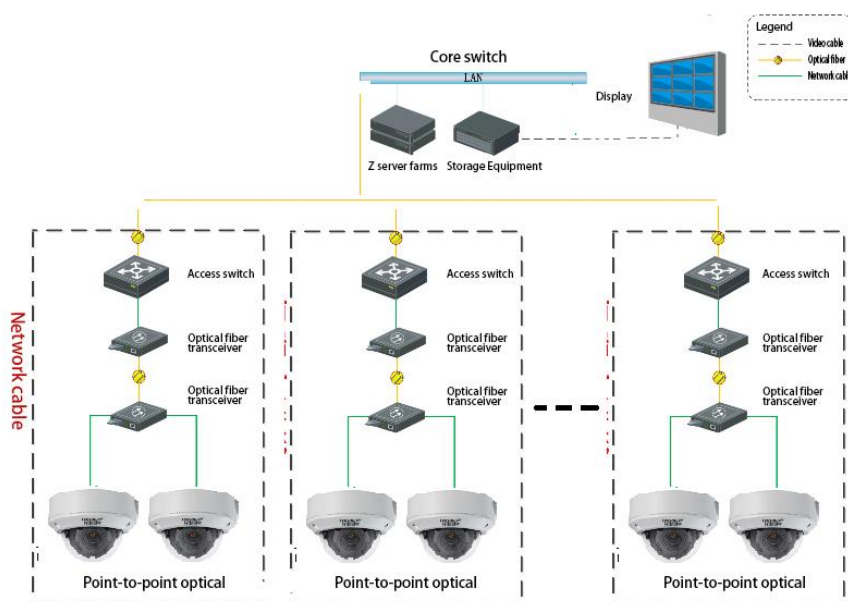 Legend
Video cable
Optical fiber
Network cable
Core switch
LAN
Display
Z server farms
Storage Equipment
Access switch
Access switch
Access switch
Network cable
Optical fiber
transceiver
Optical fiber
transceiver
Optical fiber
transceiver
Optical fiber
transceiver
Optical fiber
transceiver
Optical fiber
transceiver
Point-to-point optical
Point-to-point optical
Point-to-point optical